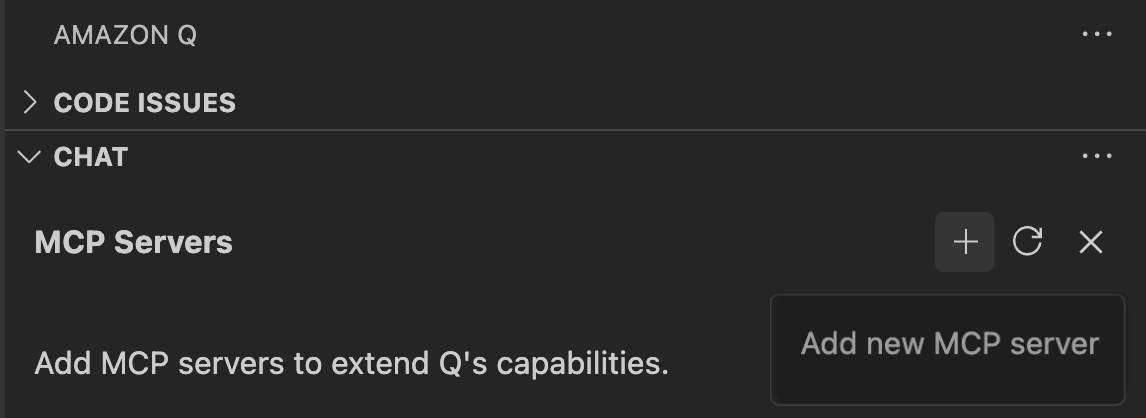 AMAZON Q
CODE ISSUES
CHAT
MCP Servers
Add new MCP server
Add MCP servers to extend Q's capabilities.